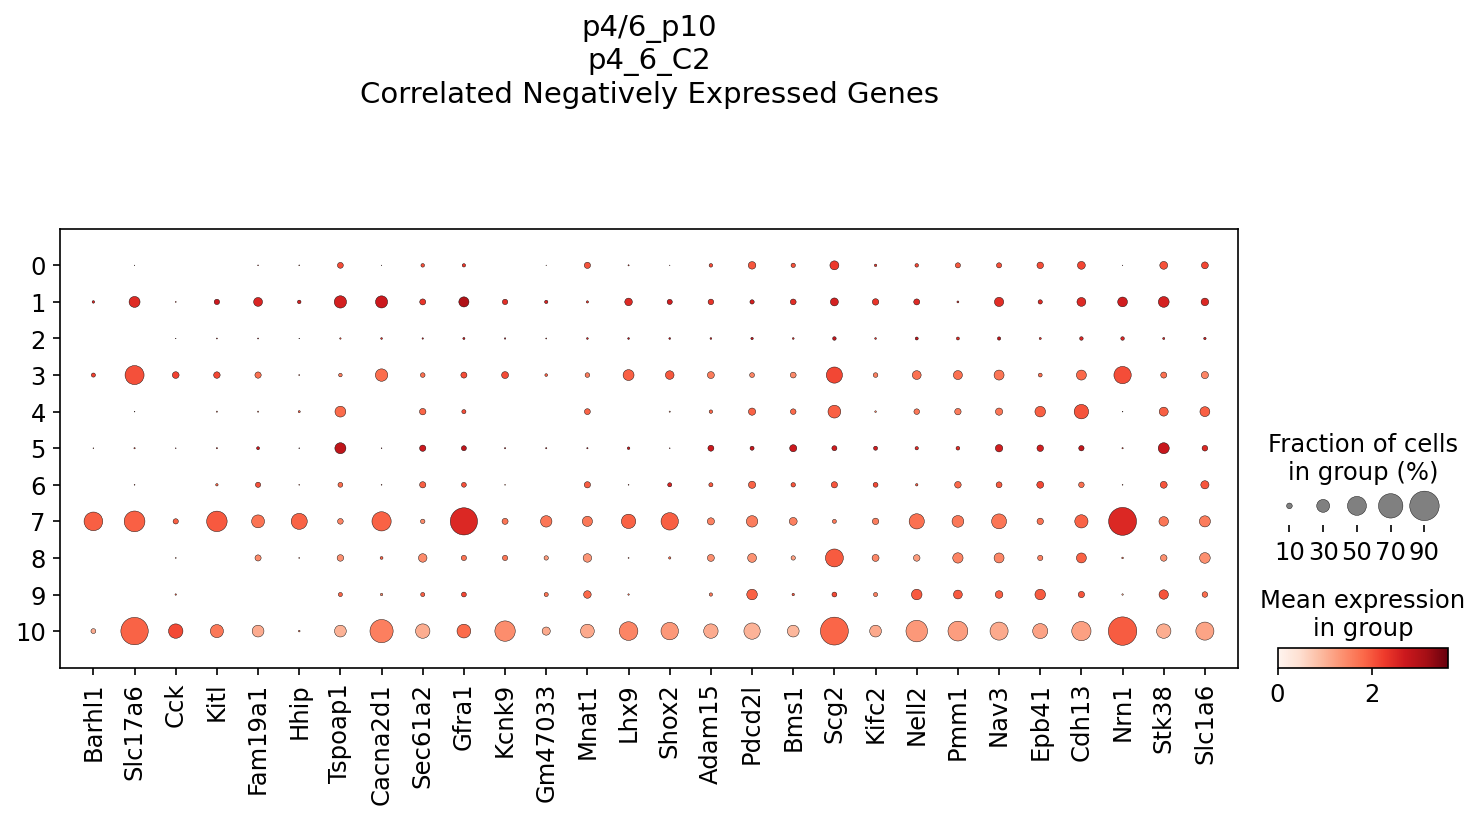 p4/6_p10
p4_6_C2
Correlated Negatively Expressed Genes
0
1
2
3
4
5
6
7
8
9
10
Barhl1 Slc17a6 Cck Kitl Fam19a1 Hhip Tspoap1 Cacna2d1 Sec61a2 Gfra1 Kcnk9 Gm47033 Mnat1 Lhx9 Shox2 Adam15 Pdcd2l Bms1 Scg2 Kifc2 Nell2 Pmm1 Nav3 Epb41 Cdh13 Nrn1 Stk38 Slc1a6
Fraction of cells
in group (%)
10 30 50 70 90
Mean expression
in group
0 2